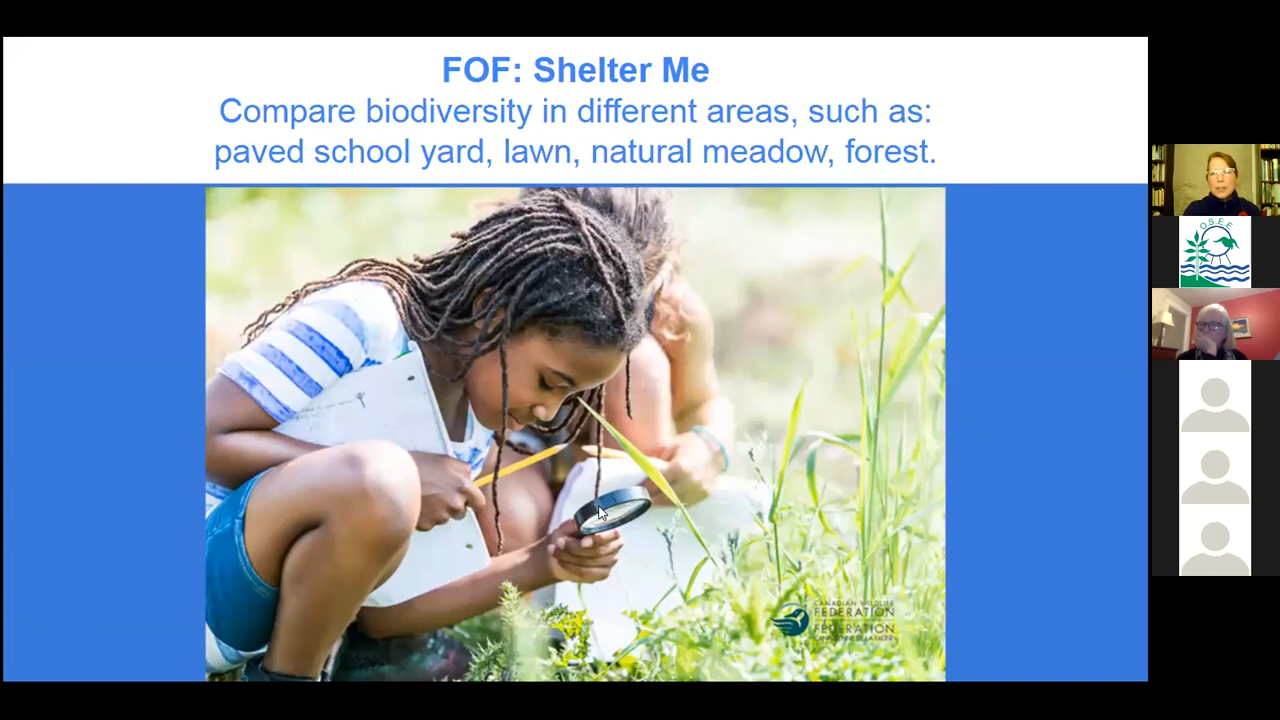 FOF: Shelter Me
Compare biodiversity in different areas, such as:
paved school yard, lawn, natural meadow, forest.
O.S.E.E
CANADIAN WILDLIFE
FEDERATION
FÉDÉRATION
CANADIENNE DE LA FAUNE